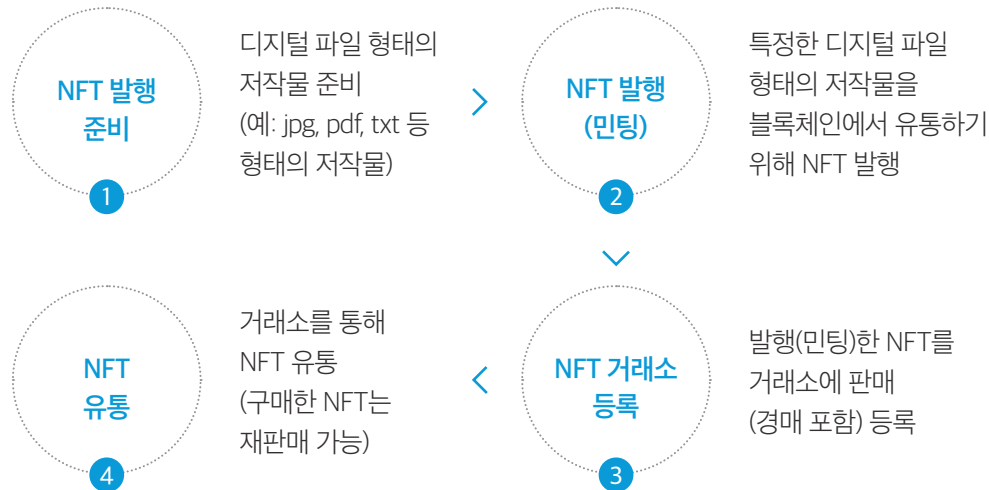 NFT 발행
준비
1
디지털 파일 형태의
저작물 준비
(예: jpg, pdf, txt 등
형태의 저작물)
NFT 발행
(민팅)
2
특정한 디지털 파일
형태의 저작물을
블록체인에서 유통하기
위해 NFT 발행
NFT 거래소
등록
3
발행(민팅)한 NFT를
거래소에 판매
(경매 포함) 등록
NFT
유통
4
거래소를 통해
NFT 유통
(구매한 NFT는
재판매 가능)